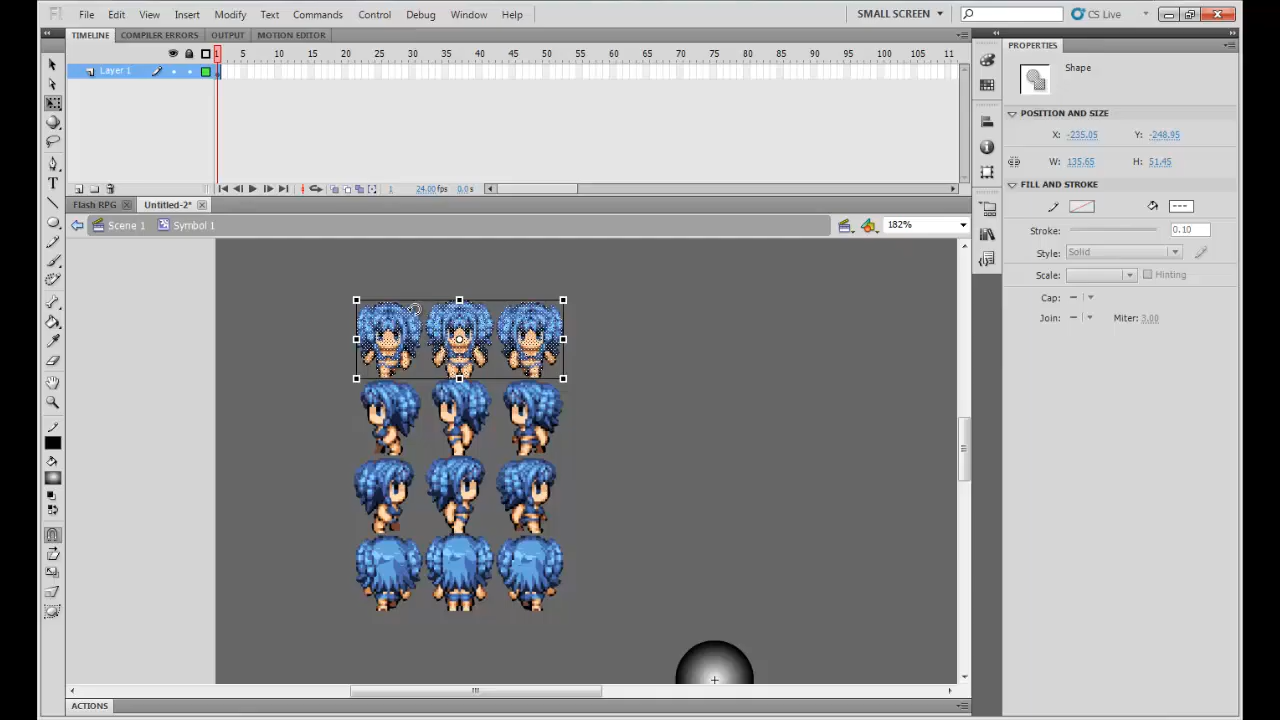 Fl File Edit View Insert Modify Text Commands Control Debug Window Help SMALL SCREEN CS Live
TIMELINE COMPILER ERRORS OUTPUT MOTION EDITOR
1 5 10 15 20 25 30 35 40 45 50 55 60 65 70 75 80 85 90 95 100 105 11
Layer 1
1 24.00 fps 0.0 s
Flash RPG Untitled-2*
Scene 1 Symbol 1 182%
ACTIONS
PROPERTIES
Shape
POSITION AND SIZE
X: -235.05 Y: -248.95
W: 135.65 H: 51.45
FILL AND STROKE
Stroke: 0.10
Style: Solid
Scale: Hinting
Cap:
Join: Miter: 3.00